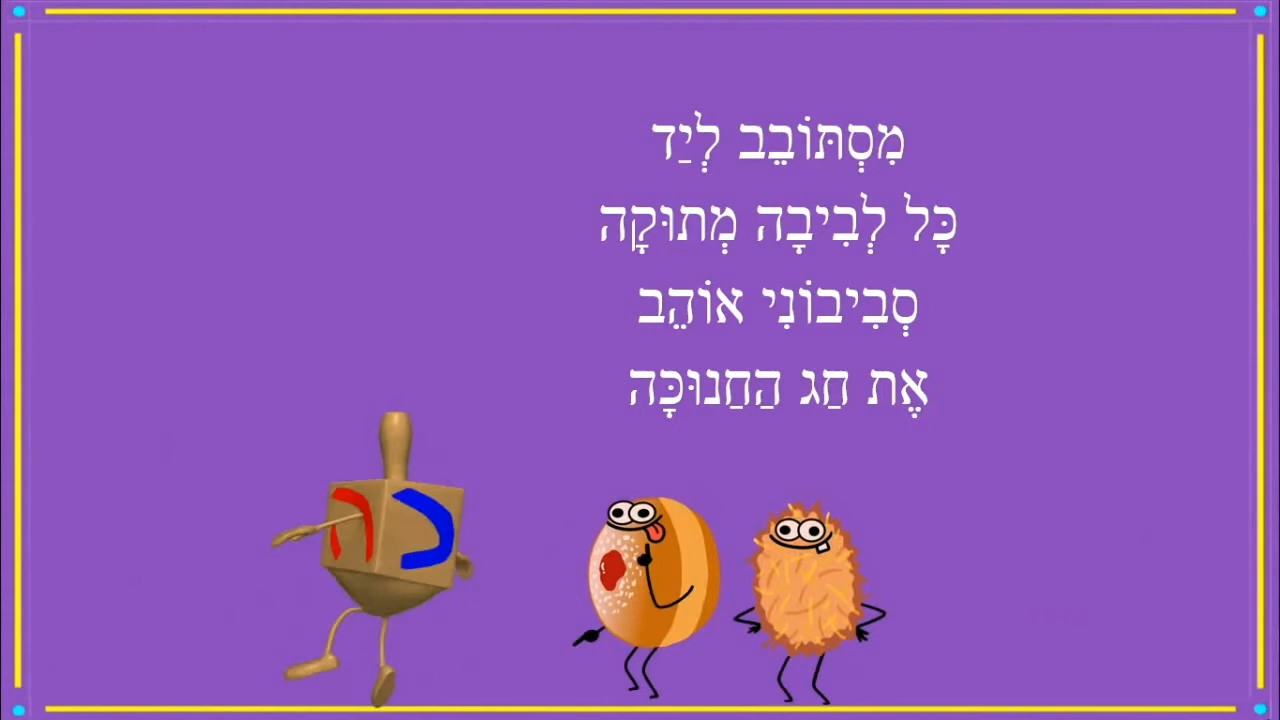 מִסְתּוֹבֵב לְיַד
כָּל לְבִיבָה מְתוּקָה
סְבִיבוֹנִי אוֹהֵב
אֶת חַג הַחַנוּכָּה
ה נ